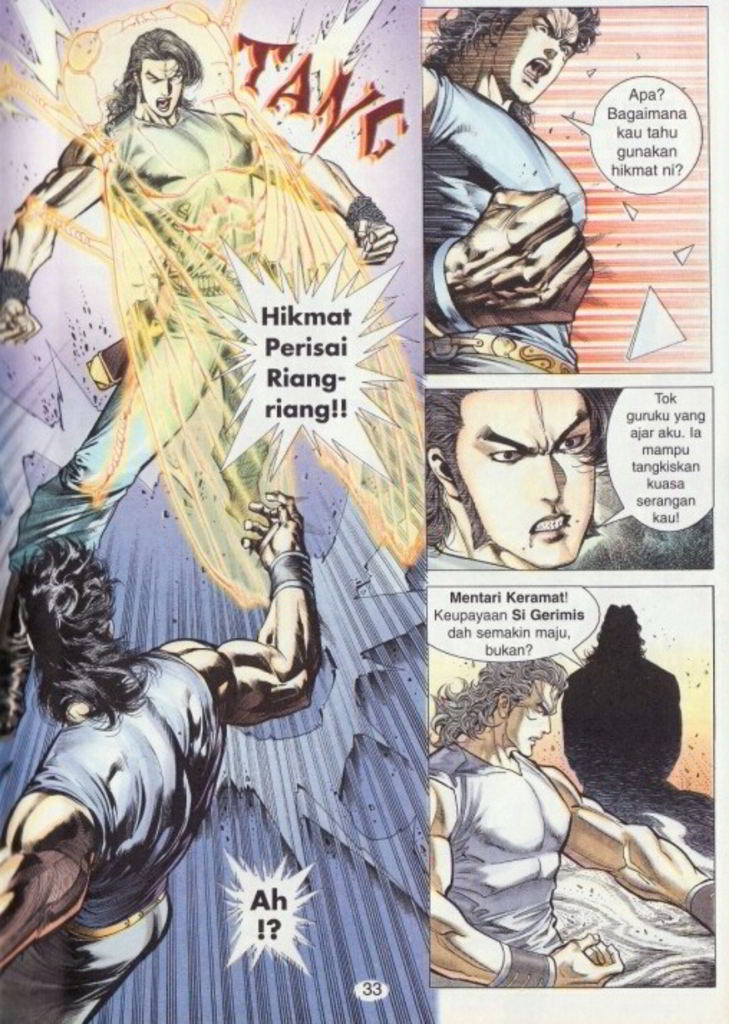 TANG
Hikmat
Perisai
Riang-
riang!!
Ah
!?
Apa?
Bagaimana
kau tahu
gunakan
hikmat ni?
Tok
guruku yang
ajar aku. Ia
mampu
tangkiskan
kuasa
serangan
kau!
Mentari Keramat!
Keupayaan Si Gerimis
dah semakin maju,
bukan?
33